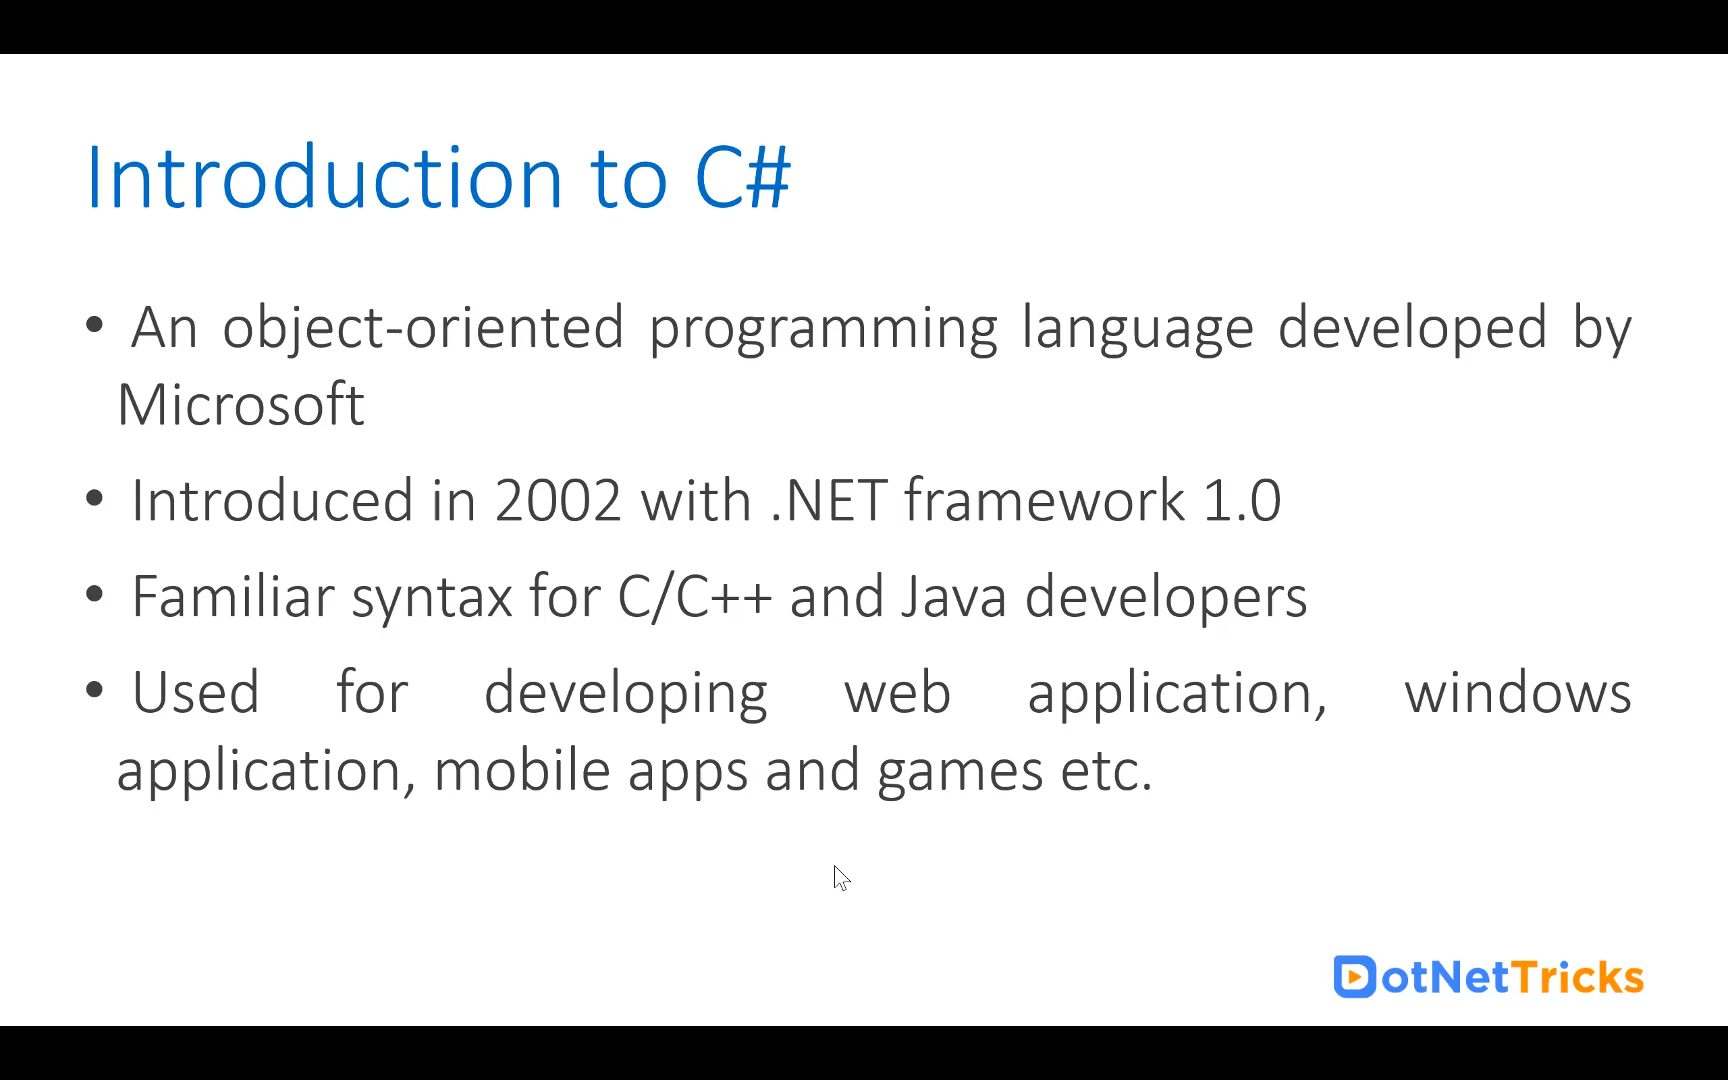 Introduction to C#
• An object-oriented programming language developed by
Microsoft
• Introduced in 2002 with .NET framework 1.0
• Familiar syntax for C/C++ and Java developers
• Used for developing web application, windows
application, mobile apps and games etc.
DotNetTricks